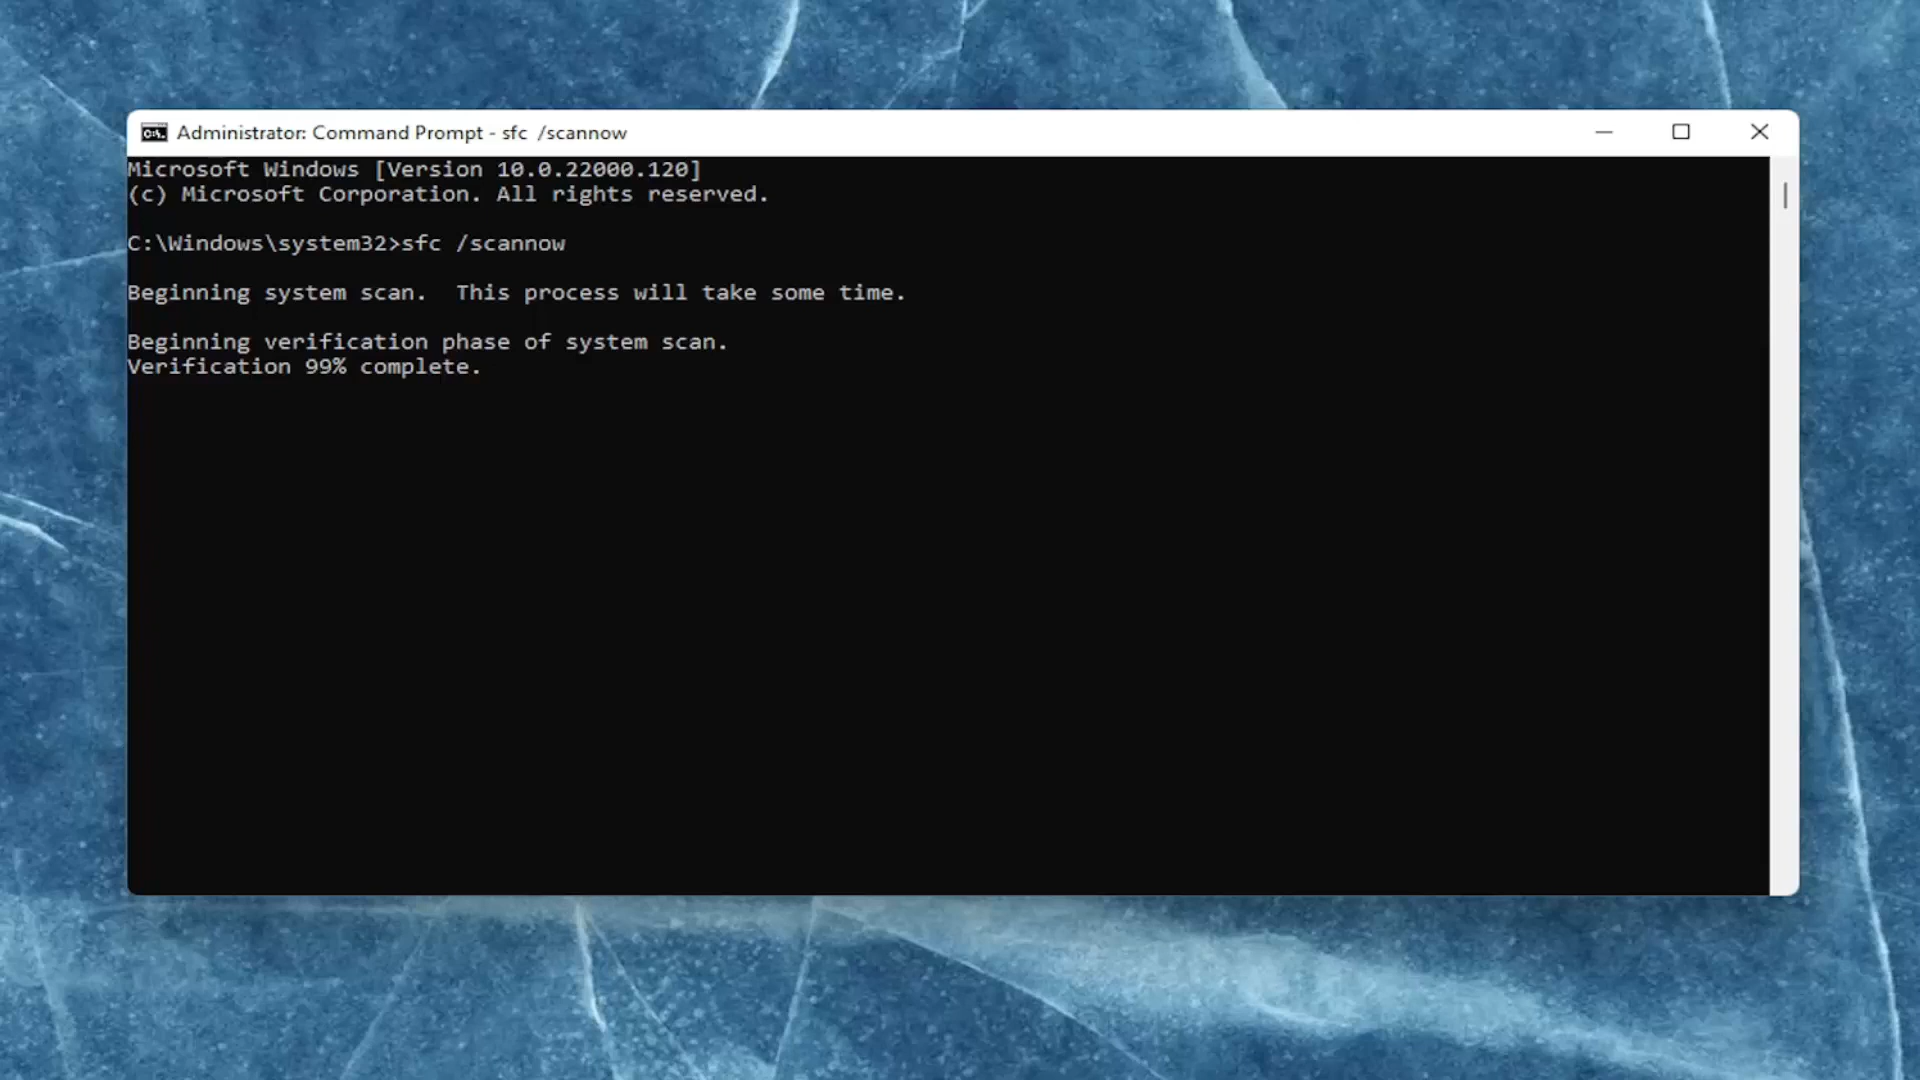 Administrator: Command Prompt - sfc  /scannow
Microsoft Windows [Version 10.0.22000.120]
(c) Microsoft Corporation. All rights reserved.
C:\Windows\system32>sfc /scannow
Beginning system scan.  This process will take some time.
Beginning verification phase of system scan.
Verification 99% complete.